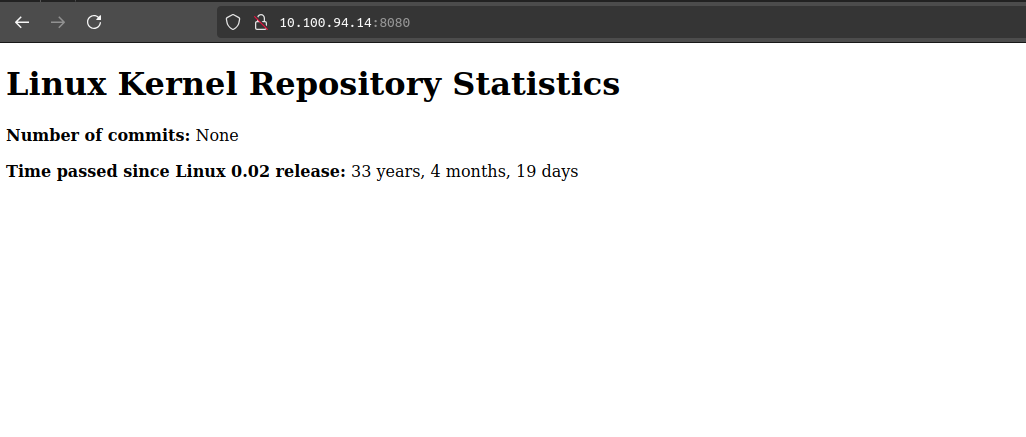 10.100.94.14:8080
Linux Kernel Repository Statistics
Number of commits: None
Time passed since Linux 0.02 release: 33 years, 4 months, 19 days